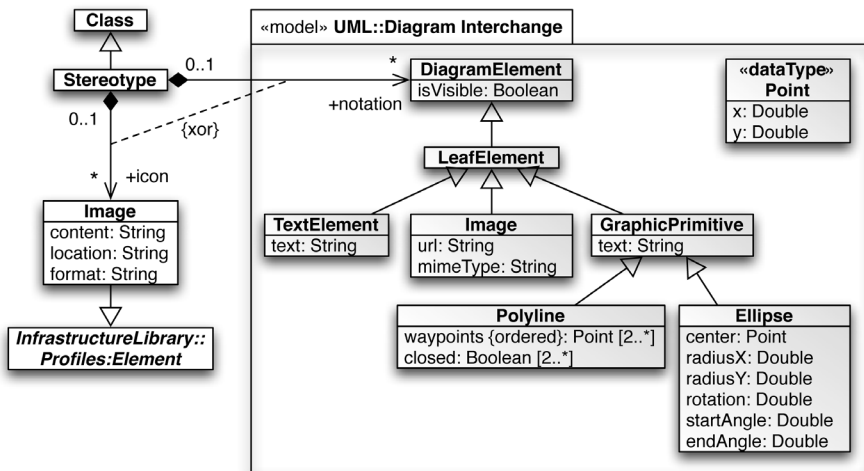 Class
«model» UML::Diagram Interchange
Stereotype
0..1
*
+notation
0..1
{xor}
*
+icon
Image
content: String
location: String
format: String
InfrastructureLibrary::
Profiles:Element
DiagramElement
isVisible: Boolean
«dataType»
Point
x: Double
y: Double
LeafElement
TextElement
text: String
Image
url: String
mimeType: String
GraphicPrimitive
text: String
Polyline
waypoints {ordered}: Point [2..*]
closed: Boolean [2..*]
Ellipse
center: Point
radiusX: Double
radiusY: Double
rotation: Double
startAngle: Double
endAngle: Double